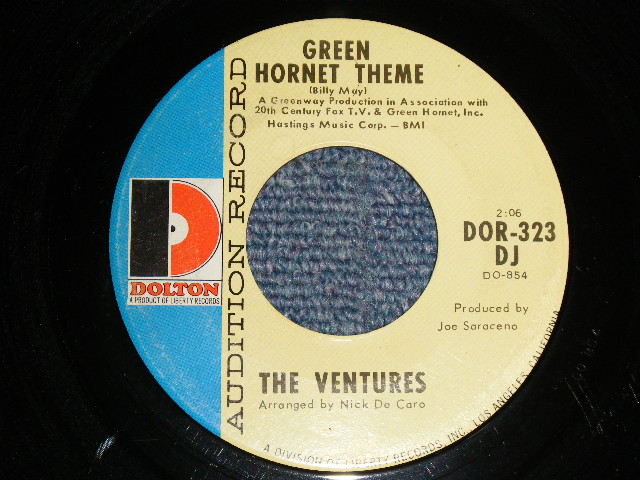 GREEN
HORNET THEME
(Billy May)
A Greenway Production in Association with
20th Century Fox T.V. & Green Hornet, Inc.
Hastings Music Corp. — BMI
AUDITION RECORD
DOLTON
A PRODUCT OF LIBERTY RECORDS
2:06
DOR-323
DJ
DO-854
Produced by
Joe Saraceno
THE VENTURES
Arranged by Nick De Caro
A DIVISION OF LIBERTY RECORDS, INC., LOS ANGELES, CALIFORNIA